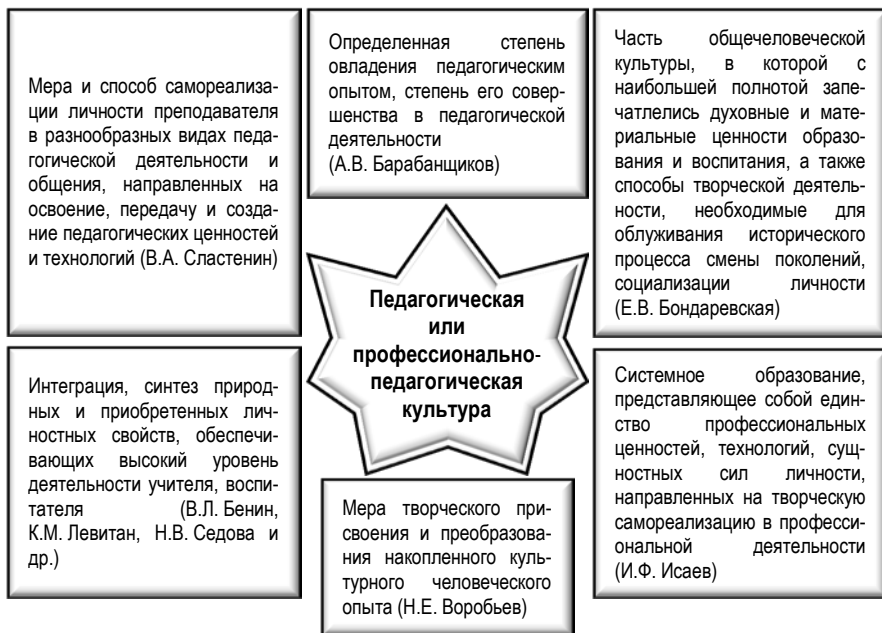 Мера и способ самореализа-
ции личности преподавателя
в разнообразных видах педа-
гогической деятельности и
общения, направленных на
освоение, передачу и созда-
ние педагогических ценностей
и технологий (В.А. Сластенин)
Определенная степень
овладения педагогическим
опытом, степень его совер-
шенства в педагогической
деятельности
(А.В. Барабанщиков)
Часть общечеловеческой
культуры, в которой с
наибольшей полнотой запе-
чатлелись духовные и мате-
риальные ценности образо-
вания и воспитания, а также
способы творческой деятель-
ности, необходимые для
облуживания исторического
процесса смены поколений,
социализации личности
(Е.В. Бондаревская)
Педагогическая
или
профессионально-
педагогическая
культура
Интеграция, синтез природ-
ных и приобретенных лич-
ностных свойств, обеспечи-
вающих высокий уровень
деятельности учителя, воспи-
тателя (В.Л. Бенин,
К.М. Левитан, Н.В. Седова и
др.)
Мера творческого при-
своения и преобразова-
ния накопленного куль-
турного человеческого
опыта (Н.Е. Воробьев)
Системное образование,
представляющее собой един-
ство профессиональных
ценностей, технологий, сущ-
ностных сил личности,
направленных на творческую
самореализацию в професси-
ональной деятельности
(И.Ф. Исаев)